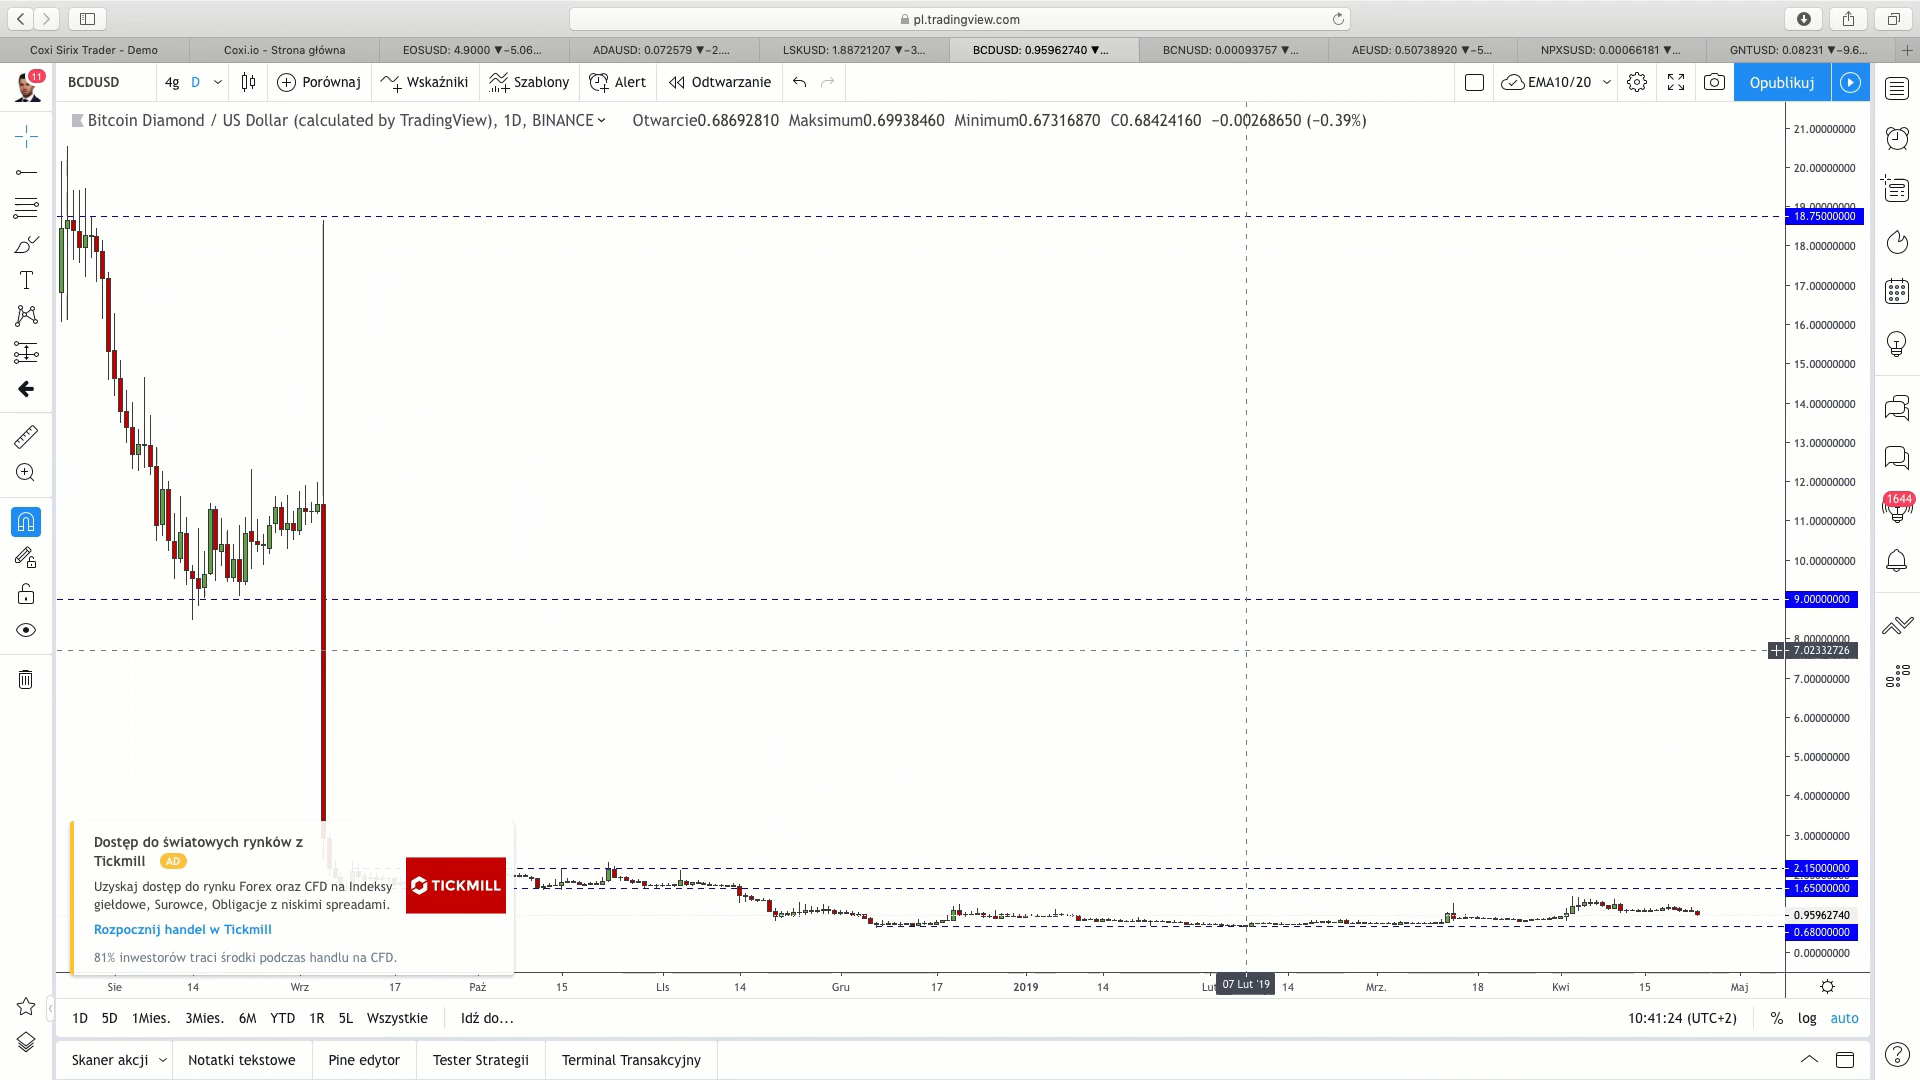 pl.tradingview.com
Coxi Sirix Trader - Demo
Coxi.io - Strona główna
EOSUSD: 4.9000 ▼−5.06...
ADAUSD: 0.072579 ▼−2....
LSKUSD: 1.88721207 ▼−3...
BCDUSD: 0.95962740 ▼...
BCNUSD: 0.00093757 ▼...
AEUSD: 0.50738920 ▼−5...
NPXSUSD: 0.00066181 ▼...
GNTUSD: 0.08231 ▼−9.6...
11
BCDUSD
4g
D
Porównaj
Wskaźniki
Szablony
Alert
Odtwarzanie
EMA10/20
Opublikuj
Bitcoin Diamond / US Dollar (calculated by TradingView), 1D, BINANCE
Otwarcie0.68692810 Maksimum0.69938460 Minimum0.67316870 C0.68424160 −0.00268650 (−0.39%)
21.00000000
20.00000000
19.00000000
18.75000000
18.00000000
17.00000000
16.00000000
15.00000000
14.00000000
13.00000000
12.00000000
11.00000000
10.00000000
9.00000000
8.00000000
7.02332726
7.00000000
6.00000000
5.00000000
4.00000000
3.00000000
2.15000000
1.65000000
0.95962740
0.68000000
0.00000000
1644
Dostęp do światowych rynków z
Tickmill AD
Uzyskaj dostęp do rynku Forex oraz CFD na Indeksy
giełdowe, Surowce, Obligacje z niskimi spreadami.
Rozpocznij handel w Tickmill
81% inwestorów traci środki podczas handlu na CFD.
TICKMILL
Sie
14
Wrz
17
Paź
15
LIs
14
Gru
17
2019
14
Lut
07 Lut '19
14
Mrz.
18
Kwi
15
Maj
1D 5D 1Mies. 3Mies. 6M YTD 1R 5L Wszystkie Idź do...
10:41:24 (UTC+2) % log auto
Skaner akcji
Notatki tekstowe
Pine edytor
Tester Strategii
Terminal Transakcyjny